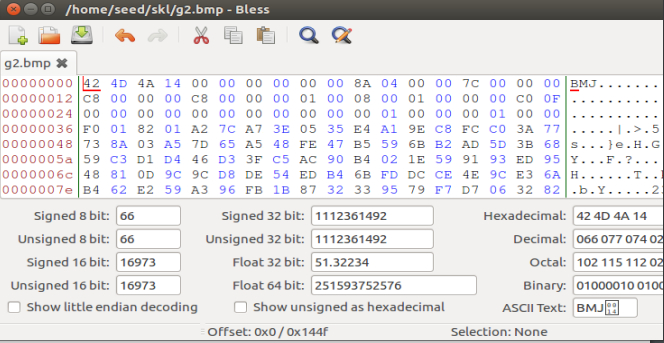 /home/seed/skl/g2.bmp - Bless
g2.bmp
00000000 42 4D 4A 14 00 00 00 00 00 00 8A 04 00 00 7C 00 00 00 BMJ........
00000012 C8 00 00 00 C8 00 00 00 01 00 08 00 01 00 00 00 C0 0F ...........
00000024 00 00 00 00 00 00 00 00 00 00 00 01 00 00 00 01 00 00 ...........
00000036 F0 01 82 01 A2 7C A7 3E 05 35 E4 A1 9E C8 FC C0 3A 77 .....|.>.5
00000048 73 8A 03 A5 7D 65 A5 48 FE 47 B5 59 6B B2 AD 5D 3B 68 s...}e.H.G
0000005a 59 C3 D1 D4 46 D3 3F C5 AC 90 B4 02 1E 59 91 93 ED 95 Y...F.?...
0000006c 48 81 0D 9C 9C D8 DE 54 ED B4 6B FD DC CE 4E 9C E3 6A H......T..
0000007e B4 62 E2 59 A3 96 FB 1B 87 32 33 95 79 F7 D7 06 32 82 .b.Y.....2
Signed 8 bit: 66 Signed 32 bit: 1112361492 Hexadecimal: 42 4D 4A 14
Unsigned 8 bit: 66 Unsigned 32 bit: 1112361492 Decimal: 066 077 074 02
Signed 16 bit: 16973 Float 32 bit: 51.32234 Octal: 102 115 112 02
Unsigned 16 bit: 16973 Float 64 bit: 251593752576 Binary: 01000010 0100
Show little endian decoding Show unsigned as hexadecimal ASCII Text: BMJ
Offset: 0x0 / 0x144f Selection: None